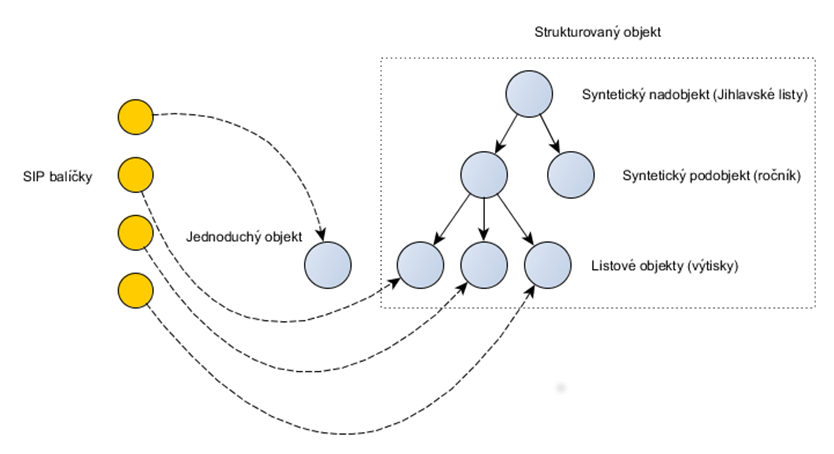 Strukturovaný objekt
Syntetický nadobjekt (Jihlavské listy)
SIP balíčky
Syntetický podobjekt (ročník)
Jednoduchý objekt
Listové objekty (výtisky)